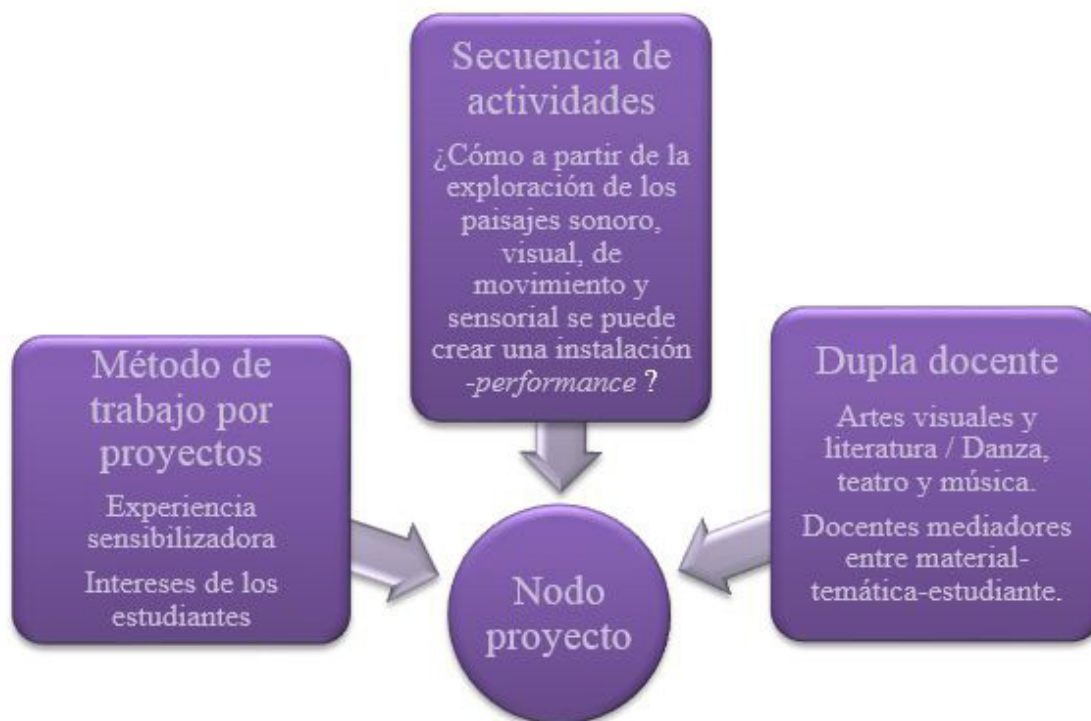 Secuencia de
actividades
¿Cómo a partir de la
exploración de los
paisajes sonoro,
visual, de
movimiento y
sensorial se puede
crear una instalación
-performance ?
Método de
trabajo por
proyectos
Experiencia
sensibilizadora
Intereses de los
estudiantes
Dupla docente
Artes visuales y
literatura / Danza,
teatro y música.
Docentes mediadores
entre material-
temática-estudiante.
Nodo
proyecto